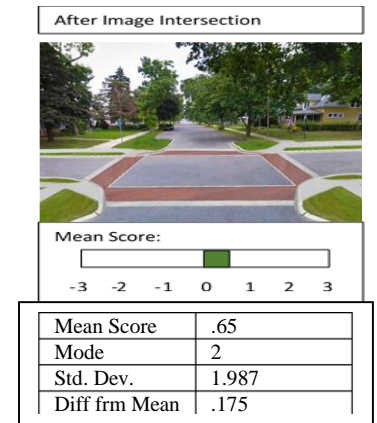 After Image Intersection
Mean Score:
-3 -2 -1 0 1 2 3
Mean Score .65
Mode 2
Std. Dev. 1.987
Diff frm Mean .175